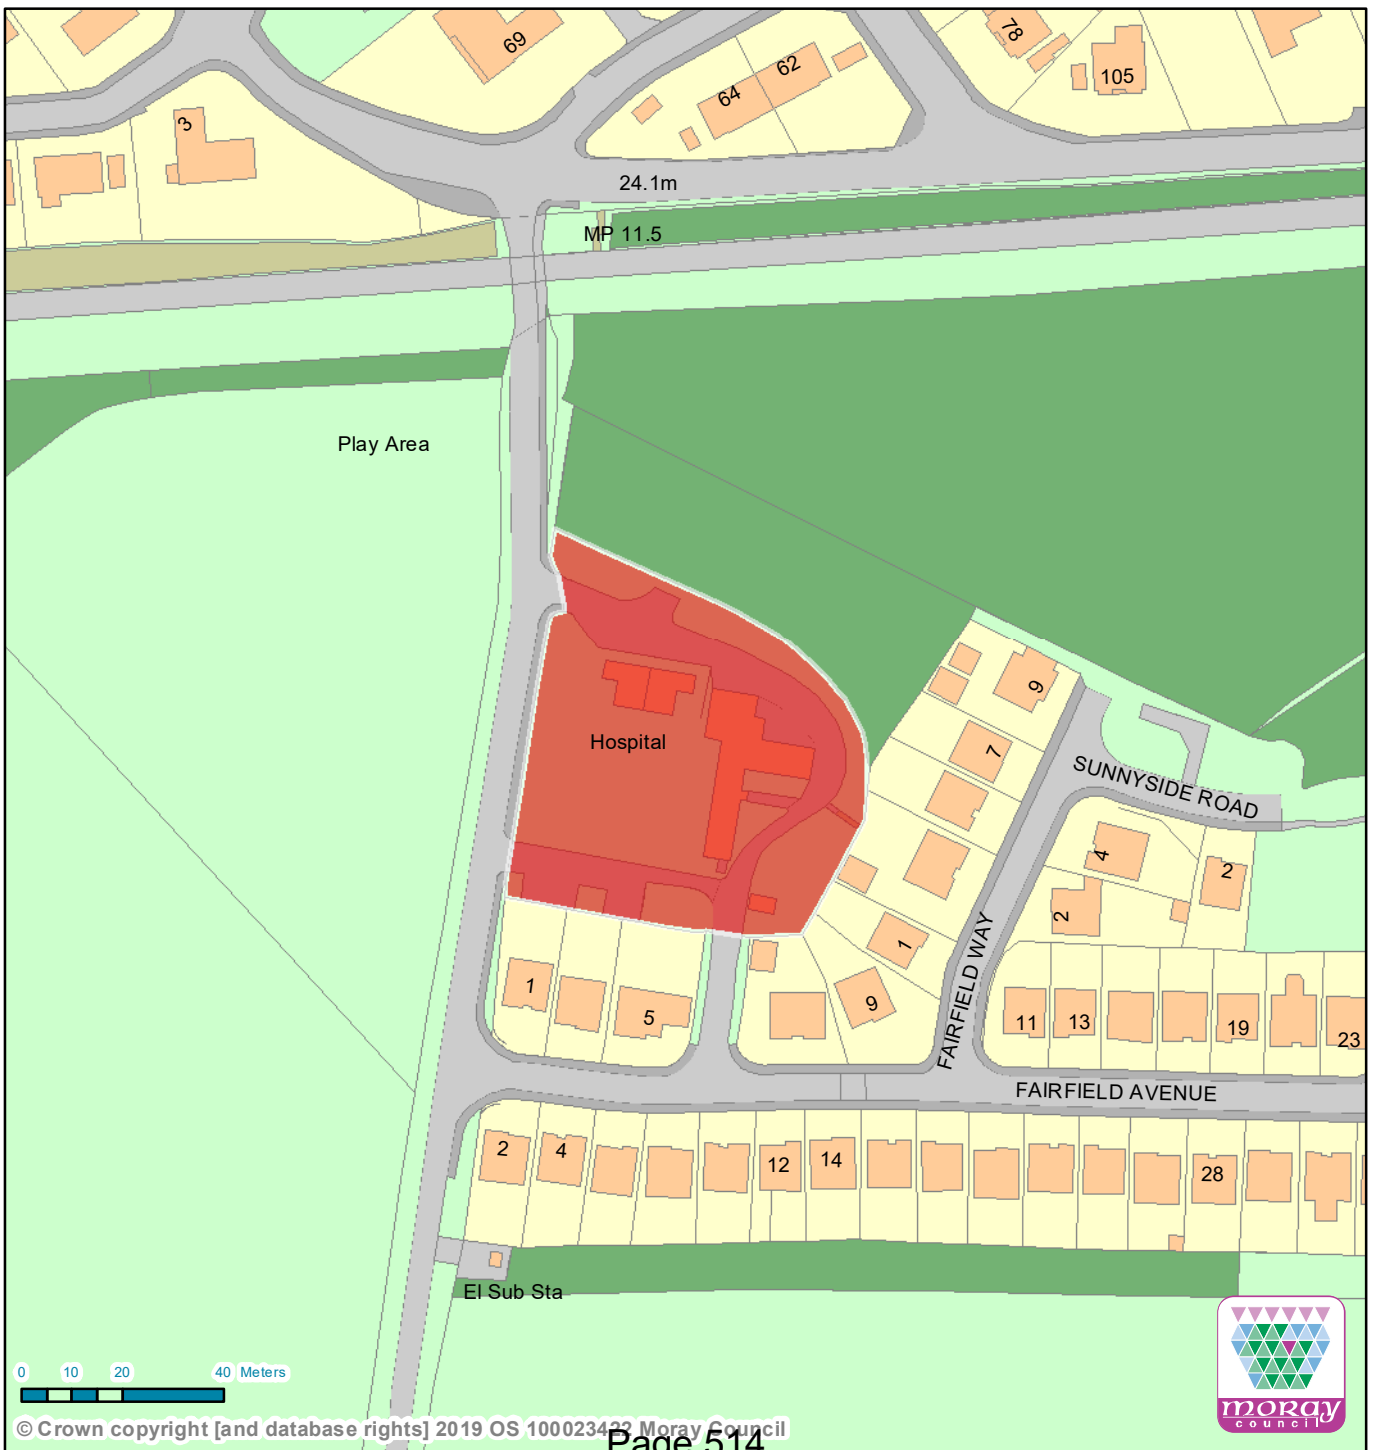 69
62
64
78
105
3
24.1m
MP 11.5
Play Area
Hospital
9
7
SUNNYSIDE ROAD
4
2
2
1
FAIRFIELD WAY
1
5
9
11
13
19
23
FAIRFIELD AVENUE
2
4
12
14
28
El Sub Sta
0 10 20 40 Meters
moray
council
© Crown copyright [and database rights] 2019 OS 100023422 Moray Council
Page 514